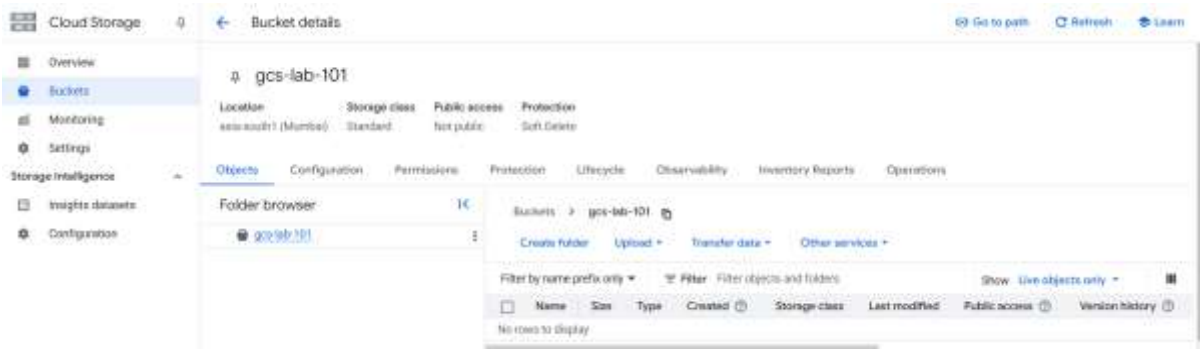 Cloud Storage
Bucket details
Go to path
Refresh
Learn
Overview
Buckets
Monitoring
Settings
Storage Intelligence
Insights datasets
Configuration
gcs-lab-101
Location
Storage class
Public access
Protection
asia-south1 (Mumbai)
Standard
Not public
Soft Delete
Objects
Configuration
Permissions
Protection
Lifecycle
Observability
Inventory Reports
Operations
Folder browser
gcs-lab-101
Buckets > gcs-lab-101
Create folder
Upload
Transfer data
Other services
Filter by name prefix only
Filter
Filter objects and folders
Show
Live objects only
Name
Size
Type
Created
Storage class
Last modified
Public access
Version history
No rows to display